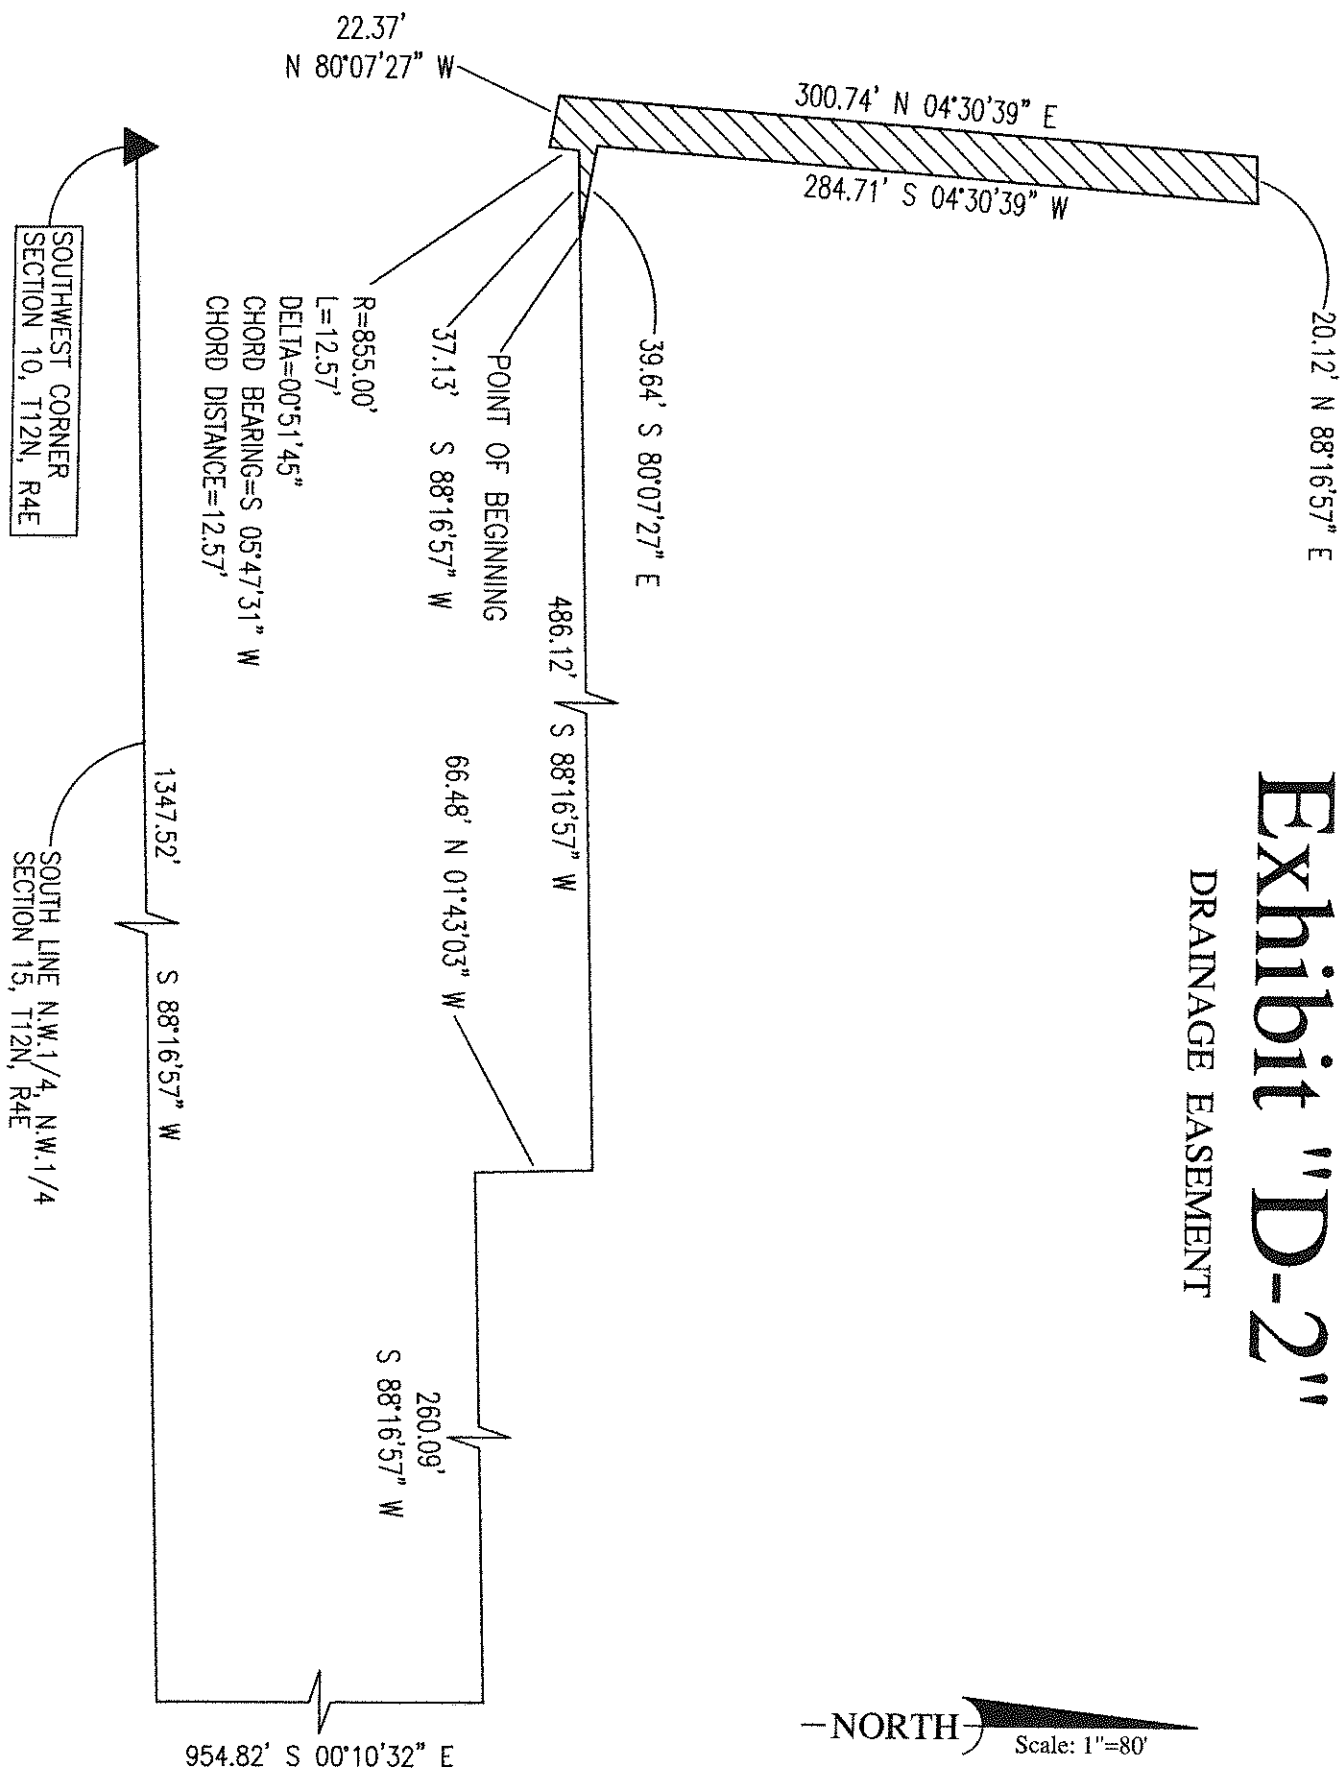 Exhibit "D-2"
DRAINAGE EASEMENT
22.37'
N 80°07'27" W
300.74' N 04°30'39" E
284.71' S 04°30'39" W
20.12' N 88°16'57" E
39.64' S 80°07'27" E
POINT OF BEGINNING
37.13' S 88°16'57" W
R=855.00'
L=12.57'
DELTA=00°51'45"
CHORD BEARING=S 05°47'31" W
CHORD DISTANCE=12.57'
486.12' S 88°16'57" W
66.48' N 01°43'03" W
260.09'
S 88°16'57" W
1347.52' S 88°16'57" W
SOUTH LINE N.W.1/4, N.W.1/4
SECTION 15, T12N, R4E
SOUTHWEST CORNER
SECTION 10, T12N, R4E
954.82' S 00°10'32" E
NORTH
Scale: 1"=80'